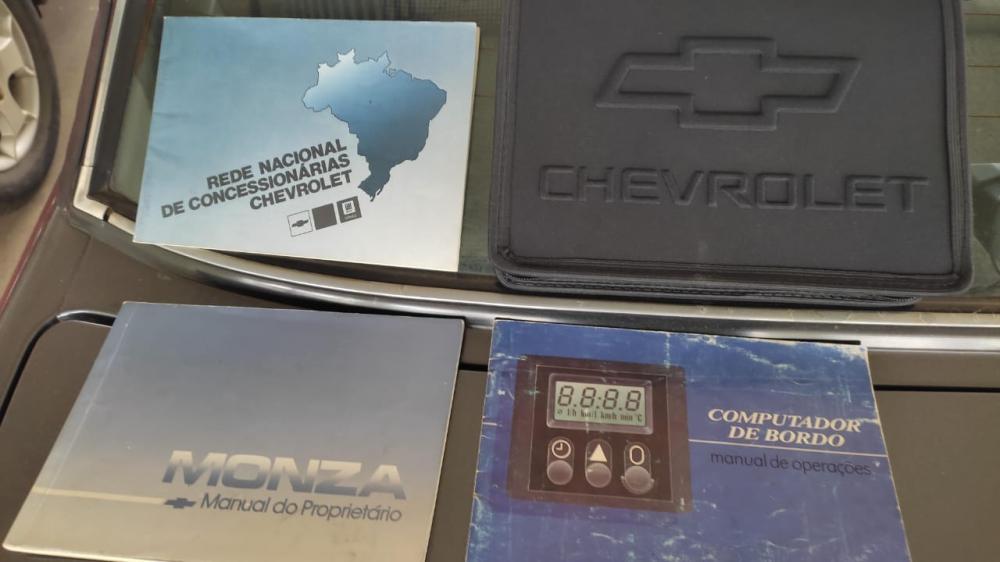 REDE NACIONAL
DE CONCESSIONÁRIAS
CHEVROLET
CHEVROLET
MONZA
Manual do Proprietário
8.8:8.8
COMPUTADOR
DE BORDO
manual de operações